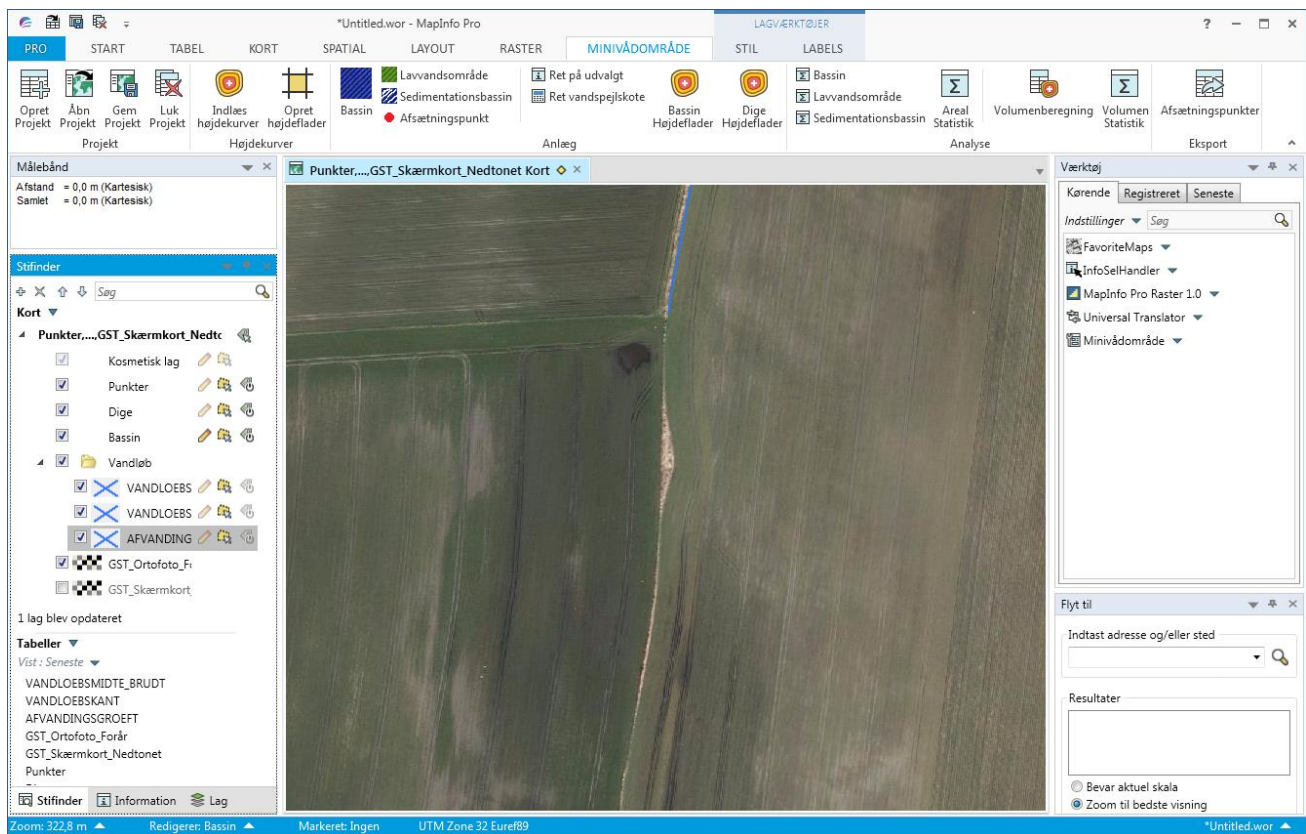 *Untitled.wor - MapInfo Pro
LAGVÆRKTØJER
PRO START TABEL KORT SPATIAL LAYOUT RASTER MINIVÅDOMRÅDE STIL LABELS
Opret Projekt
Åbn Projekt
Gem Projekt
Luk Projekt
Projekt
Indlæs højdekurver
Opret højdeflader
Højdekurver
Bassin
Lavvandsområde
Sedimentationsbassin
Afsætningspunkt
Ret på udvalgt
Ret vandspejlskote
Bassin Højdeflader
Dige Højdeflader
Anlæg
Bassin
Lavvandsområde
Sedimentationsbassin
Areal Statistik
Volumenberegning
Volumen Statistik
Analyse
Afsætningspunkter
Eksport
Målebånd
Afstand = 0,0 m (Kartesisk)
Samlet = 0,0 m (Kartesisk)
Stifinder
Søg
Kort
Punkter,...,GST_Skærmkort_Nedtc
Kosmetisk lag
Punkter
Dige
Bassin
Vandløb
VANDLOEBS
VANDLOEBS
AFVANDING
GST_Ortofoto_F
GST_Skærmkort_
1 lag blev opdateret
Tabeller
Vist : Seneste
VANDLOEBSMIDTE_BRUDT
VANDLOEBSKANT
AFVANDINGSGROEFT
GST_Ortofoto_Forår
GST_Skærmkort_Nedtonet
Punkter
Stifinder Information Lag
Punkter,...,GST_Skærmkort_Nedtonet Kort
Værktøj
Kørende Registreret Seneste
Indstillinger Søg
FavoriteMaps
InfoSelHandler
MapInfo Pro Raster 1.0
Universal Translator
Minivådområde
Flyt til
Indtast adresse og/eller sted
Resultater
Bevar aktuel skala
Zoom til bedste visning
Zoom: 322,8 m Redigerer: Bassin Markeret: Ingen UTM Zone 32 Euref89 *Untitled.wor